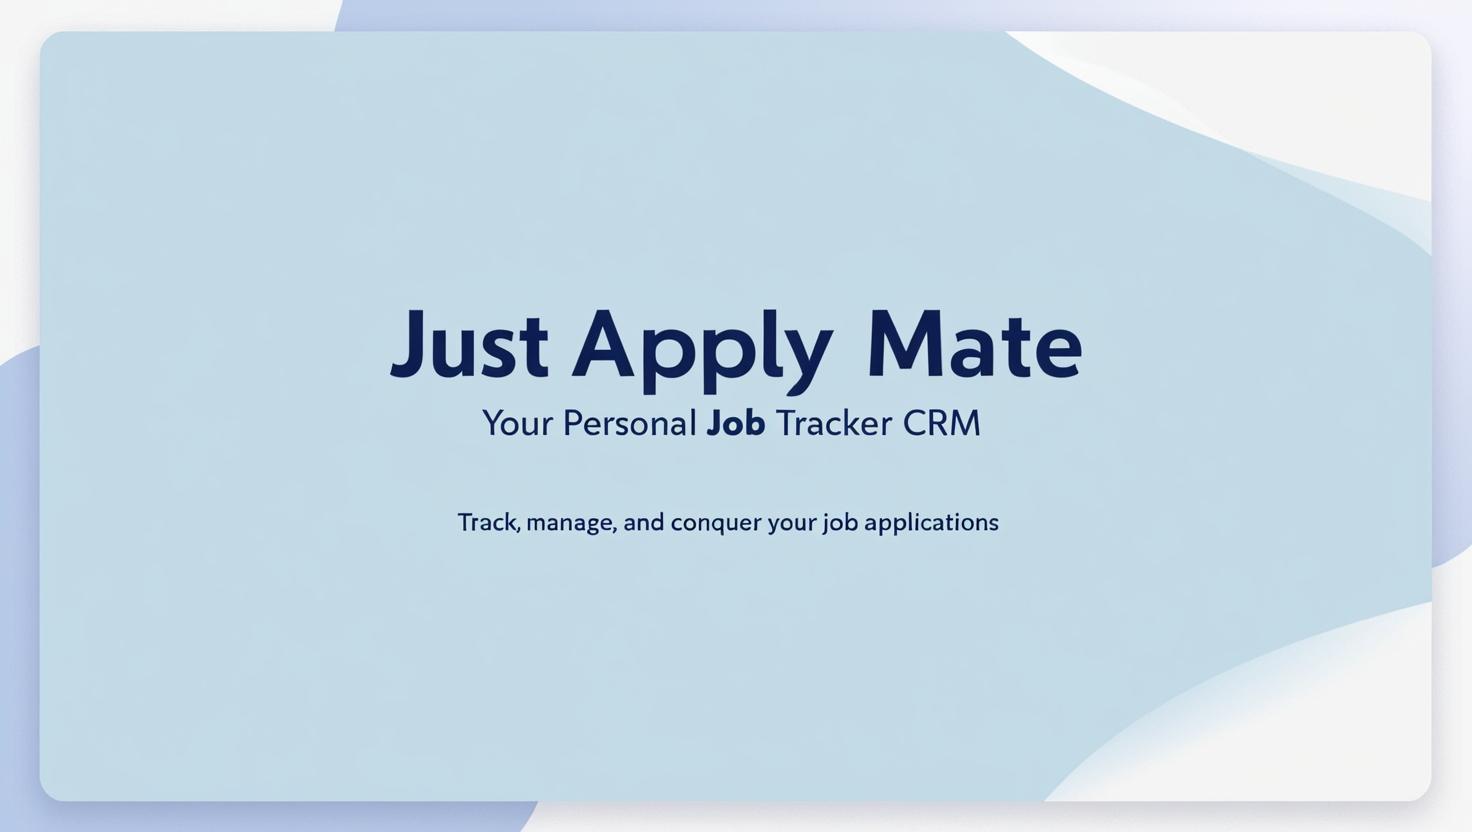 Just Apply Mate
Your Personal Job Tracker CRM
Track, manage, and conquer your job applications